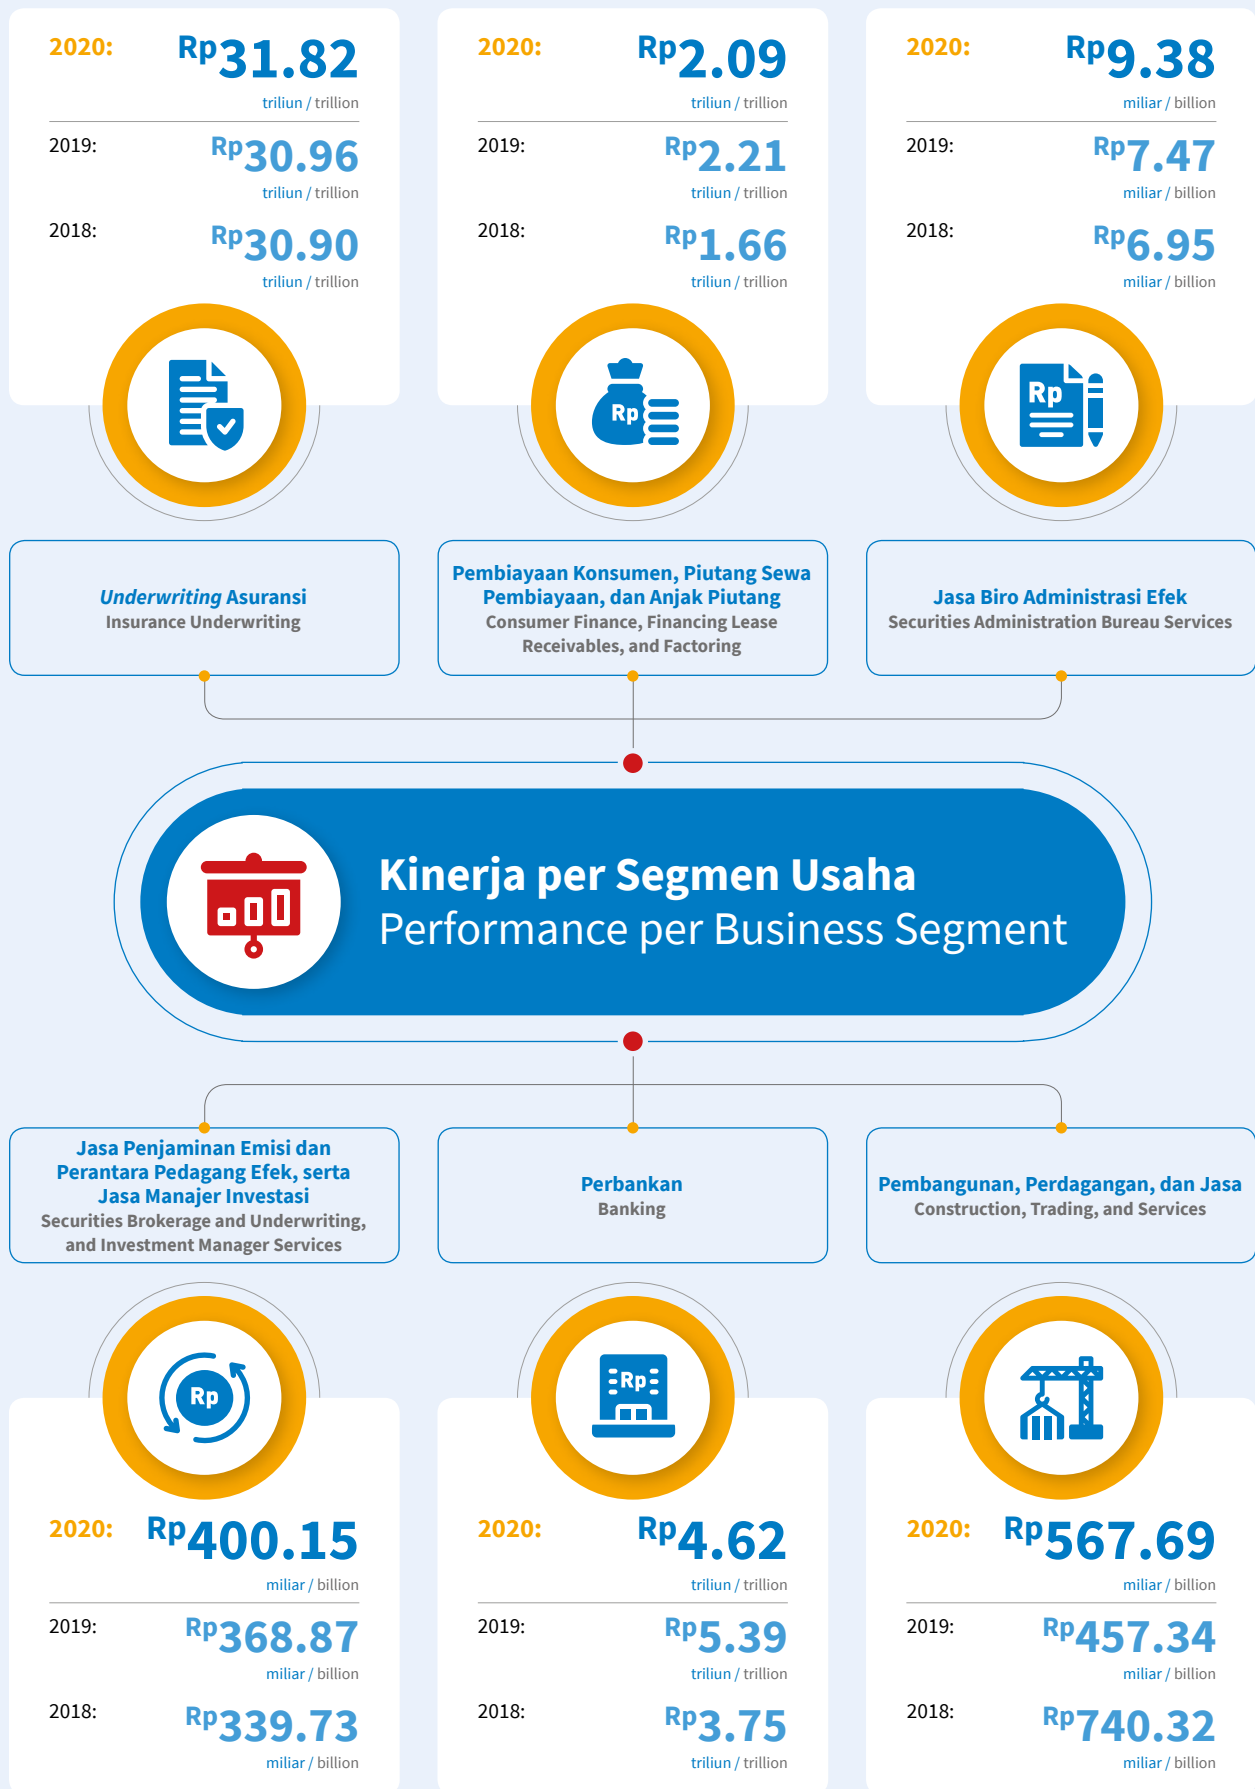 2020: Rp31.82
triliun / trillion
2019: Rp30.96
triliun / trillion
2018: Rp30.90
triliun / trillion
2020: Rp2.09
triliun / trillion
2019: Rp2.21
triliun / trillion
2018: Rp1.66
triliun / trillion
2020: Rp9.38
miliar / billion
2019: Rp7.47
miliar / billion
2018: Rp6.95
miliar / billion
Rp
Rp
Underwriting Asuransi
Insurance Underwriting
Pembiayaan Konsumen, Piutang Sewa
Pembiayaan, dan Anjak Piutang
Consumer Finance, Financing Lease
Receivables, and Factoring
Jasa Biro Administrasi Efek
Securities Administration Bureau Services
Kinerja per Segmen Usaha
Performance per Business Segment
Jasa Penjaminan Emisi dan
Perantara Pedagang Efek, serta
Jasa Manajer Investasi
Securities Brokerage and Underwriting,
and Investment Manager Services
Perbankan
Banking
Pembangunan, Perdagangan, dan Jasa
Construction, Trading, and Services
Rp
Rp
2020: Rp400.15
miliar / billion
2019: Rp368.87
miliar / billion
2018: Rp339.73
miliar / billion
2020: Rp4.62
triliun / trillion
2019: Rp5.39
triliun / trillion
2018: Rp3.75
triliun / trillion
2020: Rp567.69
miliar / billion
2019: Rp457.34
miliar / billion
2018: Rp740.32
miliar / billion